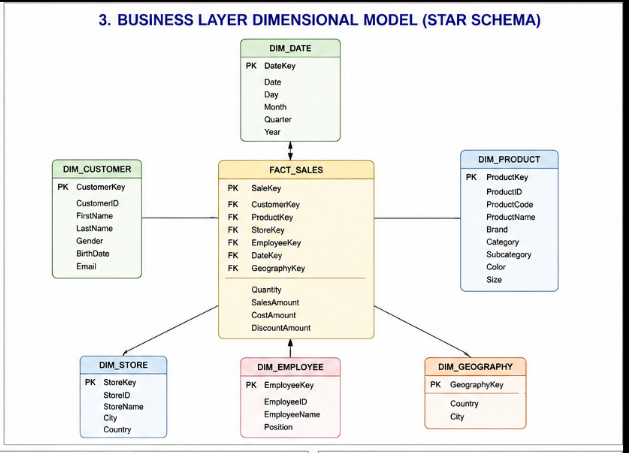 3. BUSINESS LAYER DIMENSIONAL MODEL (STAR SCHEMA)
DIM_DATE
PK DateKey
Date
Day
Month
Quarter
Year
DIM_CUSTOMER
PK CustomerKey
CustomerID
FirstName
LastName
Gender
BirthDate
Email
FACT_SALES
PK SaleKey
FK CustomerKey
FK ProductKey
FK StoreKey
FK EmployeeKey
FK DateKey
FK GeographyKey
Quantity
SalesAmount
CostAmount
DiscountAmount
DIM_PRODUCT
PK ProductKey
ProductID
ProductCode
ProductName
Brand
Category
Subcategory
Color
Size
DIM_STORE
PK StoreKey
StoreID
StoreName
City
Country
DIM_EMPLOYEE
PK EmployeeKey
EmployeeID
EmployeeName
Position
DIM_GEOGRAPHY
PK GeographyKey
Country
City